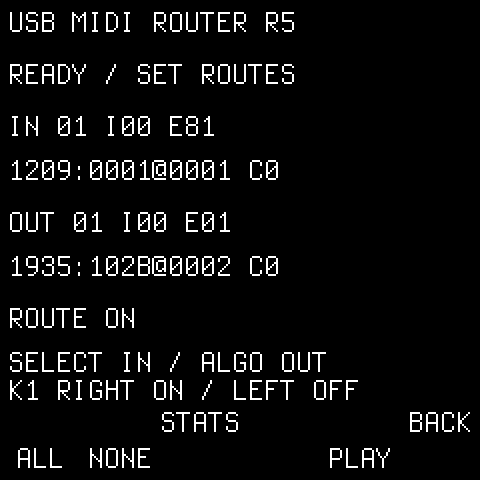 USB MIDI ROUTER R5
READY / SET ROUTES
IN 01 I00 E81
1209:0001@0001 C0
OUT 01 I00 E01
1935:102B@0002 C0
ROUTE ON
SELECT IN / ALGO OUT
K1 RIGHT ON / LEFT OFF
STATS BACK
ALL NONE PLAY